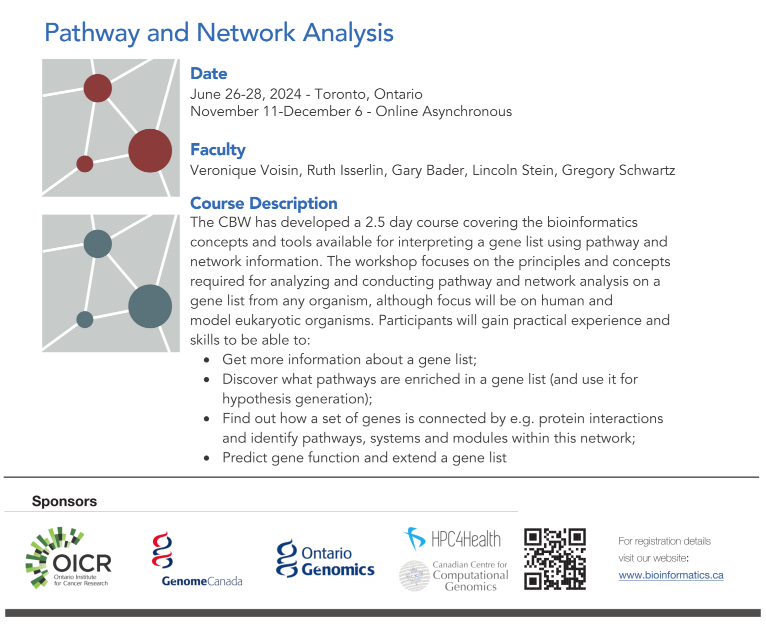 Pathway and Network Analysis
Date
June 26-28, 2024 - Toronto, Ontario
November 11-December 6 - Online Asynchronous
Faculty
Veronique Voisin, Ruth Isserlin, Gary Bader, Lincoln Stein, Gregory Schwartz
Course Description
The CBW has developed a 2.5 day course covering the bioinformatics
concepts and tools available for interpreting a gene list using pathway and
network information. The workshop focuses on the principles and concepts
required for analyzing and conducting pathway and network analysis on a
gene list from any organism, although focus will be on human and
model eukaryotic organisms. Participants will gain practical experience and
skills to be able to:
• Get more information about a gene list;
• Discover what pathways are enriched in a gene list (and use it for
hypothesis generation);
• Find out how a set of genes is connected by e.g. protein interactions
and identify pathways, systems and modules within this network;
• Predict gene function and extend a gene list
Sponsors
OICR
Ontario Institute
for Cancer Research
GenomeCanada
Ontario
Genomics
HPC4Health
Canadian Centre for
Computational
Genomics
For registration details
visit our website:
www.bioinformatics.ca